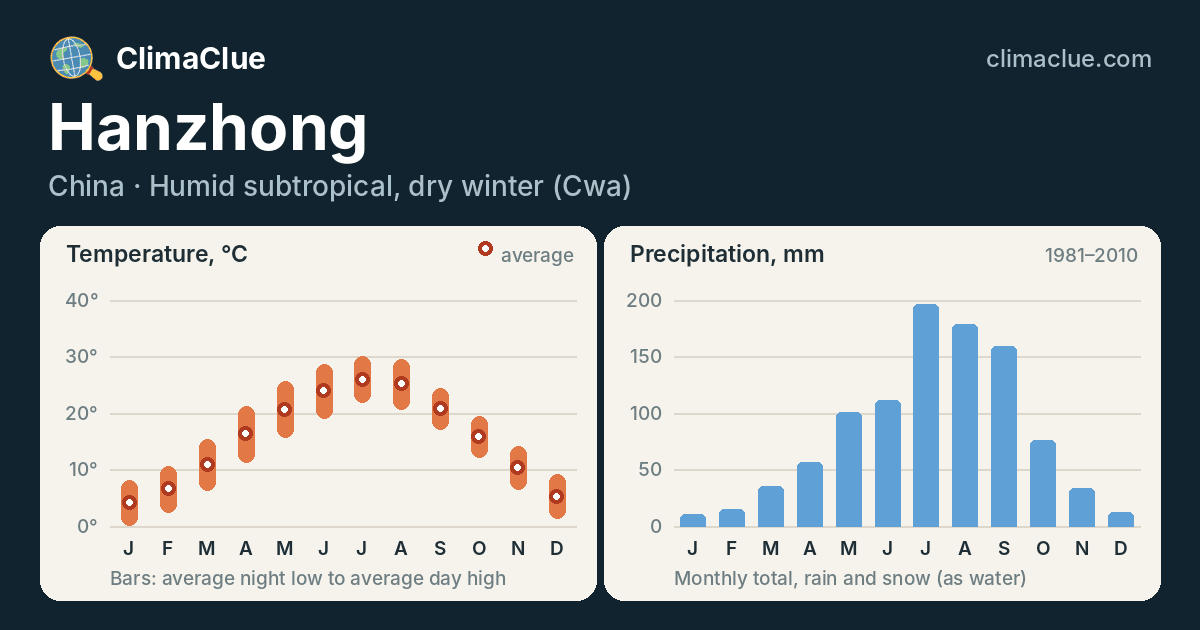 ClimaClue
climaclue.com
Hanzhong
China · Humid subtropical, dry winter (Cwa)
Temperature, °C
average
40°
30°
20°
10°
0°
J F M A M J J A S O N D
Bars: average night low to average day high
Precipitation, mm
1981–2010
200
150
100
50
0
J F M A M J J A S O N D
Monthly total, rain and snow (as water)